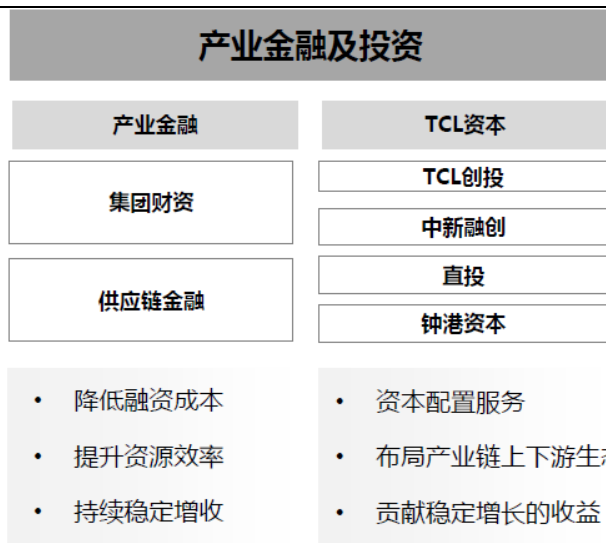 产业金融及投资
产业金融
TCL资本
集团财资
TCL创投
中新融创
供应链金融
直投
钟港资本
• 降低融资成本
• 提升资源效率
• 持续稳定增收
• 资本配置服务
• 布局产业链上下游生
• 贡献稳定增长的收益